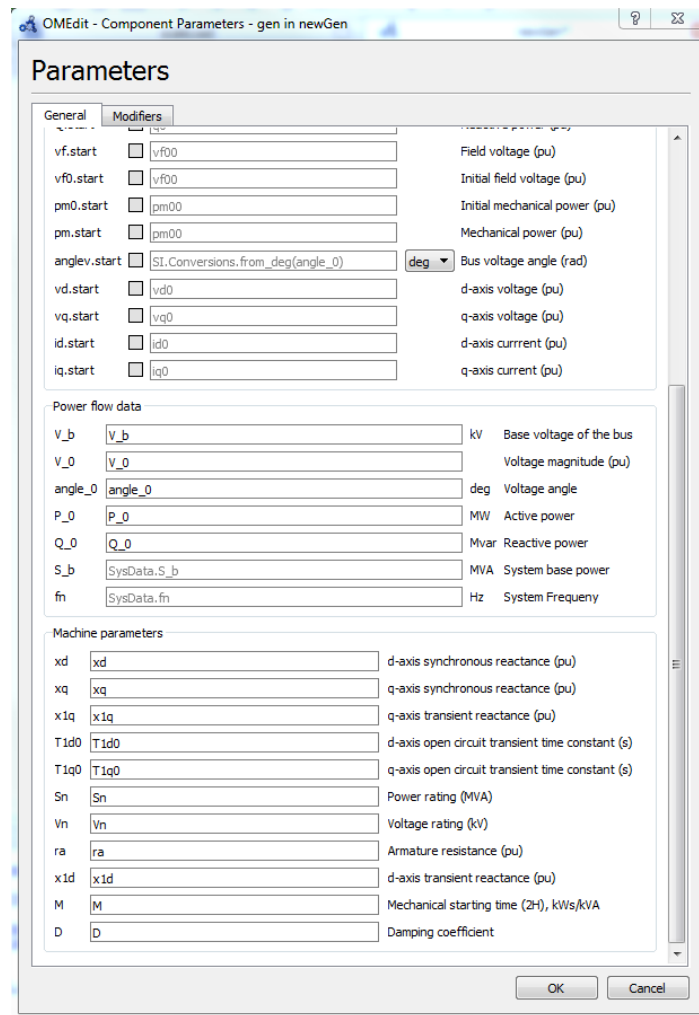 OMEdit - Component Parameters - gen in newGen
Parameters
General Modifiers
vf.start vf00 Field voltage (pu)
vf0.start vf00 Initial field voltage (pu)
pm0.start pm00 Initial mechanical power (pu)
pm.start pm00 Mechanical power (pu)
anglev.start SI.Conversions.from_deg(angle_0) deg Bus voltage angle (rad)
vd.start vd0 d-axis voltage (pu)
vq.start vq0 q-axis voltage (pu)
id.start id0 d-axis currrent (pu)
iq.start iq0 q-axis current (pu)
Power flow data
V_b V_b kV Base voltage of the bus
V_0 V_0 Voltage magnitude (pu)
angle_0 angle_0 deg Voltage angle
P_0 P_0 MW Active power
Q_0 Q_0 Mvar Reactive power
S_b SysData.S_b MVA System base power
fn SysData.fn Hz System Frequeny
Machine parameters
xd xd d-axis synchronous reactance (pu)
xq xq q-axis synchronous reactance (pu)
x1q x1q q-axis transient reactance (pu)
T1d0 T1d0 d-axis open circuit transient time constant (s)
T1q0 T1q0 q-axis open circuit transient time constant (s)
Sn Sn Power rating (MVA)
Vn Vn Voltage rating (kV)
ra ra Armature resistance (pu)
x1d x1d d-axis transient reactance (pu)
M M Mechanical starting time (2H), kWs/kVA
D D Damping coefficient
OK Cancel